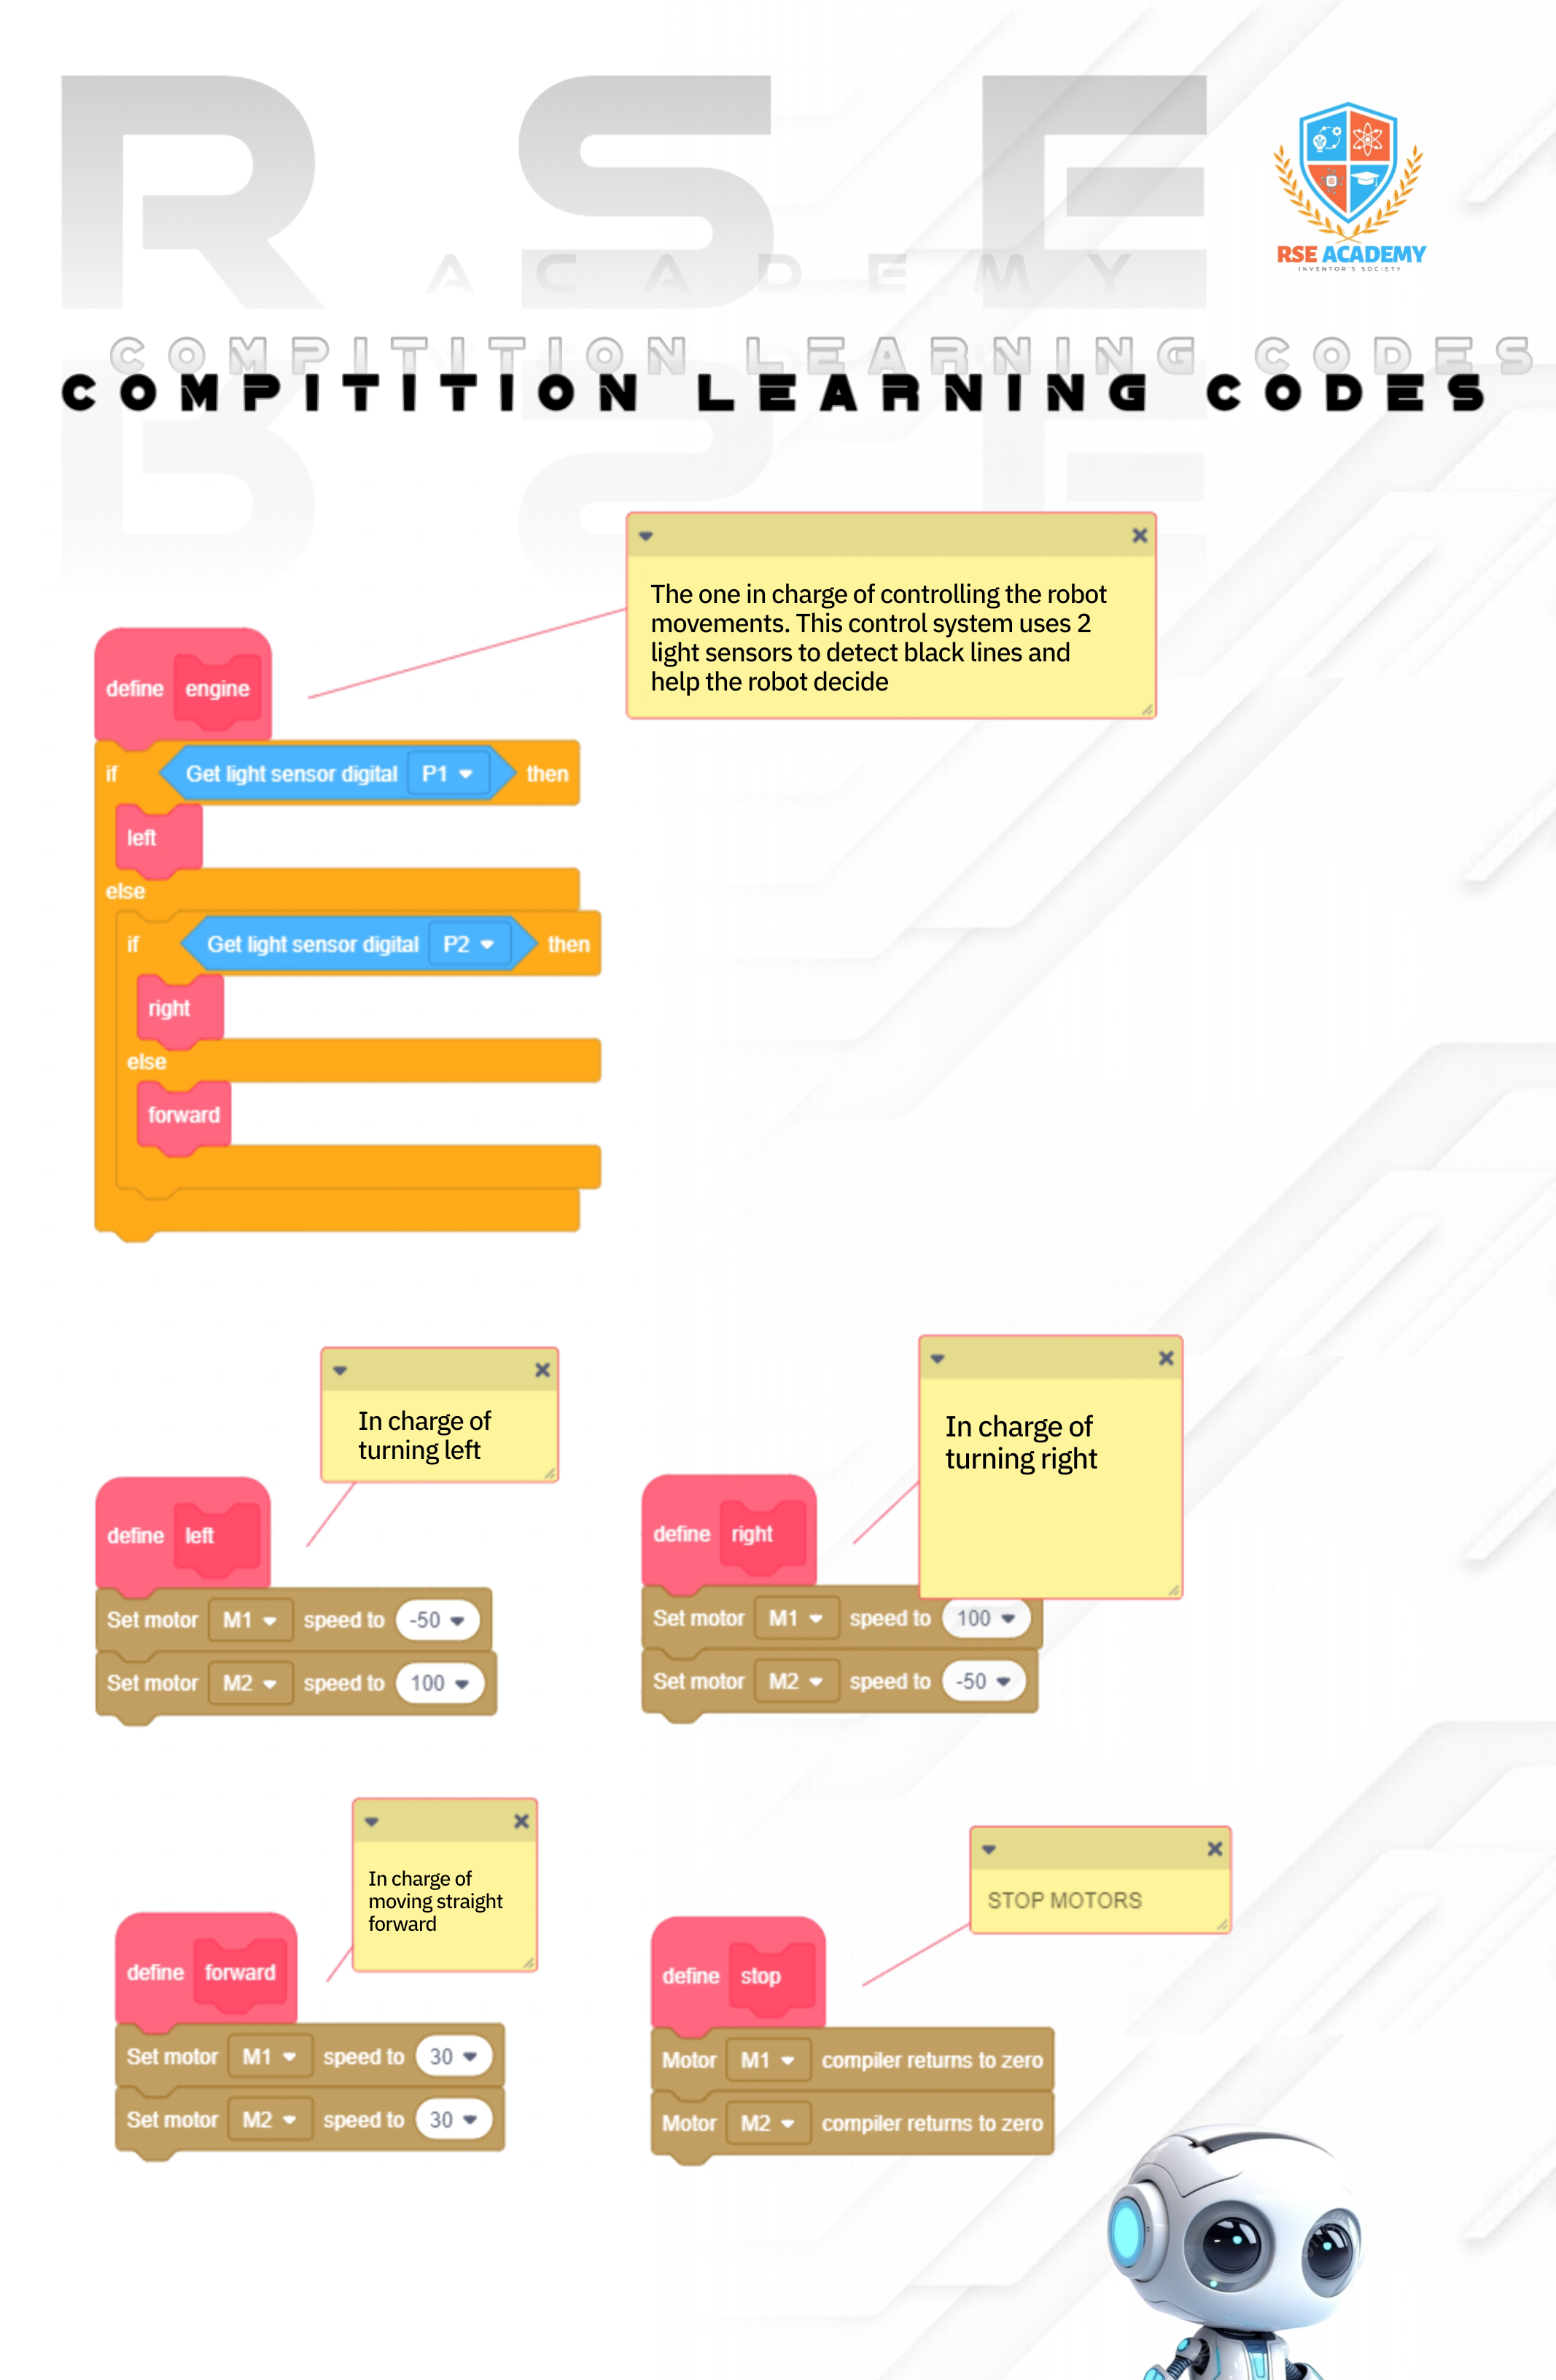 R S E
ACADEMY
RSE ACADEMY
INVENTOR'S SOCIETY
COMPITITION LEARNING CODES
COMPITITION LEARNING CODES
The one in charge of controlling the robot
movements. This control system uses 2
light sensors to detect black lines and
help the robot decide
define engine
if Get light sensor digital P1 then
left
else
if Get light sensor digital P2 then
right
else
forward
In charge of
turning left
define left
Set motor M1 speed to -50
Set motor M2 speed to 100
In charge of
turning right
define right
Set motor M1 speed to 100
Set motor M2 speed to -50
In charge of
moving straight
forward
define forward
Set motor M1 speed to 30
Set motor M2 speed to 30
STOP MOTORS
define stop
Motor M1 compiler returns to zero
Motor M2 compiler returns to zero